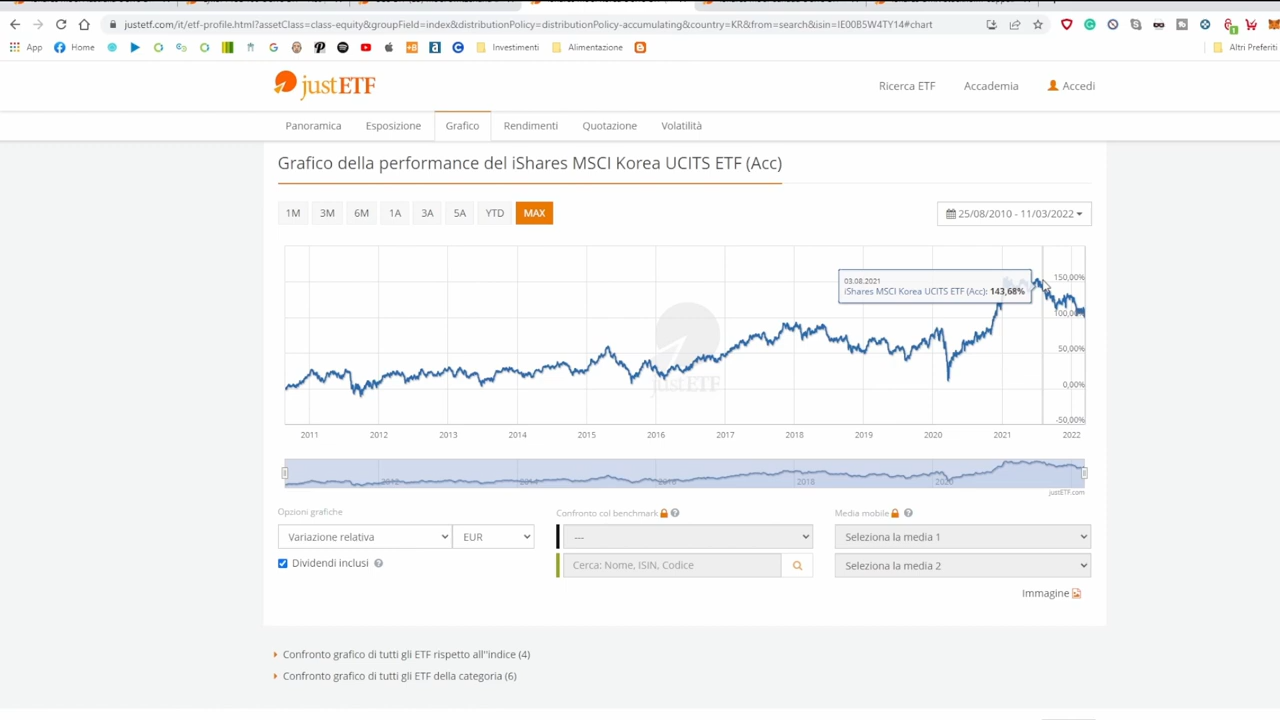 justetf.com/it/etf-profile.html?assetClass=class-equity&groupField=index&distributionPolicy=distributionPolicy-accumulating&country=KR&from=search&isin=IE00B5W4TY14#chart
App Home Investimenti Alimentazione Altri Preferiti
justETF
Ricerca ETF Accademia Accedi
Panoramica Esposizione Grafico Rendimenti Quotazione Volatilità
Grafico della performance del iShares MSCI Korea UCITS ETF (Acc)
1M 3M 6M 1A 3A 5A YTD MAX 25/08/2010 - 11/03/2022
03.08.2021
iShares MSCI Korea UCITS ETF (Acc): 143,68%
150,00%
100,00%
50,00%
0,00%
-50,00%
justETF
2011 2012 2013 2014 2015 2016 2017 2018 2019 2020 2021 2022
2012 2014 2016 2018 2020
justETF.com
Opzioni grafiche Confronto col benchmark Media mobile
Variazione relativa EUR --- Seleziona la media 1
Dividendi inclusi Cerca: Nome, ISIN, Codice Seleziona la media 2
Immagine
Confronto grafico di tutti gli ETF rispetto all''indice (4)
Confronto grafico di tutti gli ETF della categoria (6)